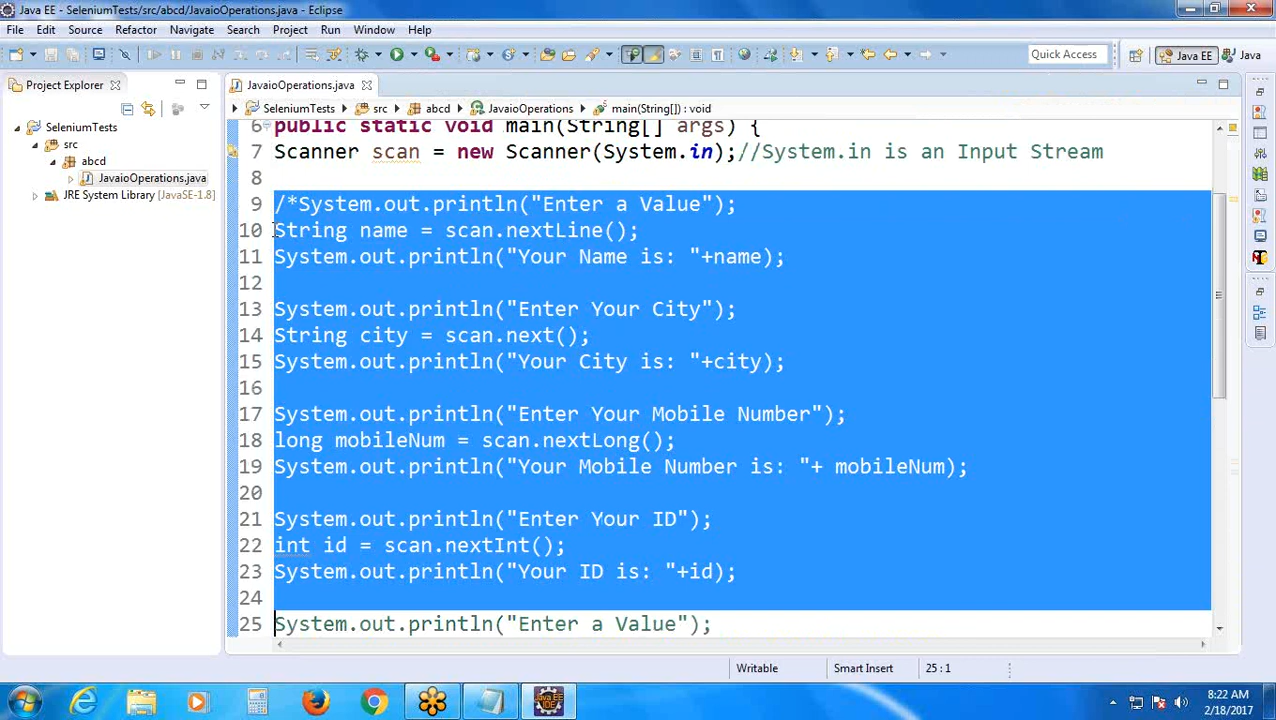 Java EE - SeleniumTests/src/abcd/JavaioOperations.java - Eclipse
File Edit Source Refactor Navigate Search Project Run Window Help
Quick Access
Java EE
Java
Project Explorer
JavaioOperations.java
SeleniumTests
src
abcd
JavaioOperations
main(String[]) : void
SeleniumTests
src
abcd
JavaioOperations.java
JRE System Library [JavaSE-1.8]
6 public static void main(String[] args) {
7 Scanner scan = new Scanner(System.in);//System.in is an Input Stream
8
9 /*System.out.println("Enter a Value");
10 String name = scan.nextLine();
11 System.out.println("Your Name is: "+name);
12
13 System.out.println("Enter Your City");
14 String city = scan.next();
15 System.out.println("Your City is: "+city);
16
17 System.out.println("Enter Your Mobile Number");
18 long mobileNum = scan.nextLong();
19 System.out.println("Your Mobile Number is: "+ mobileNum);
20
21 System.out.println("Enter Your ID");
22 int id = scan.nextInt();
23 System.out.println("Your ID is: "+id);
24
25 System.out.println("Enter a Value");
Writable
Smart Insert
25 : 1
Java EE
IDE
8:22 AM
2/18/2017